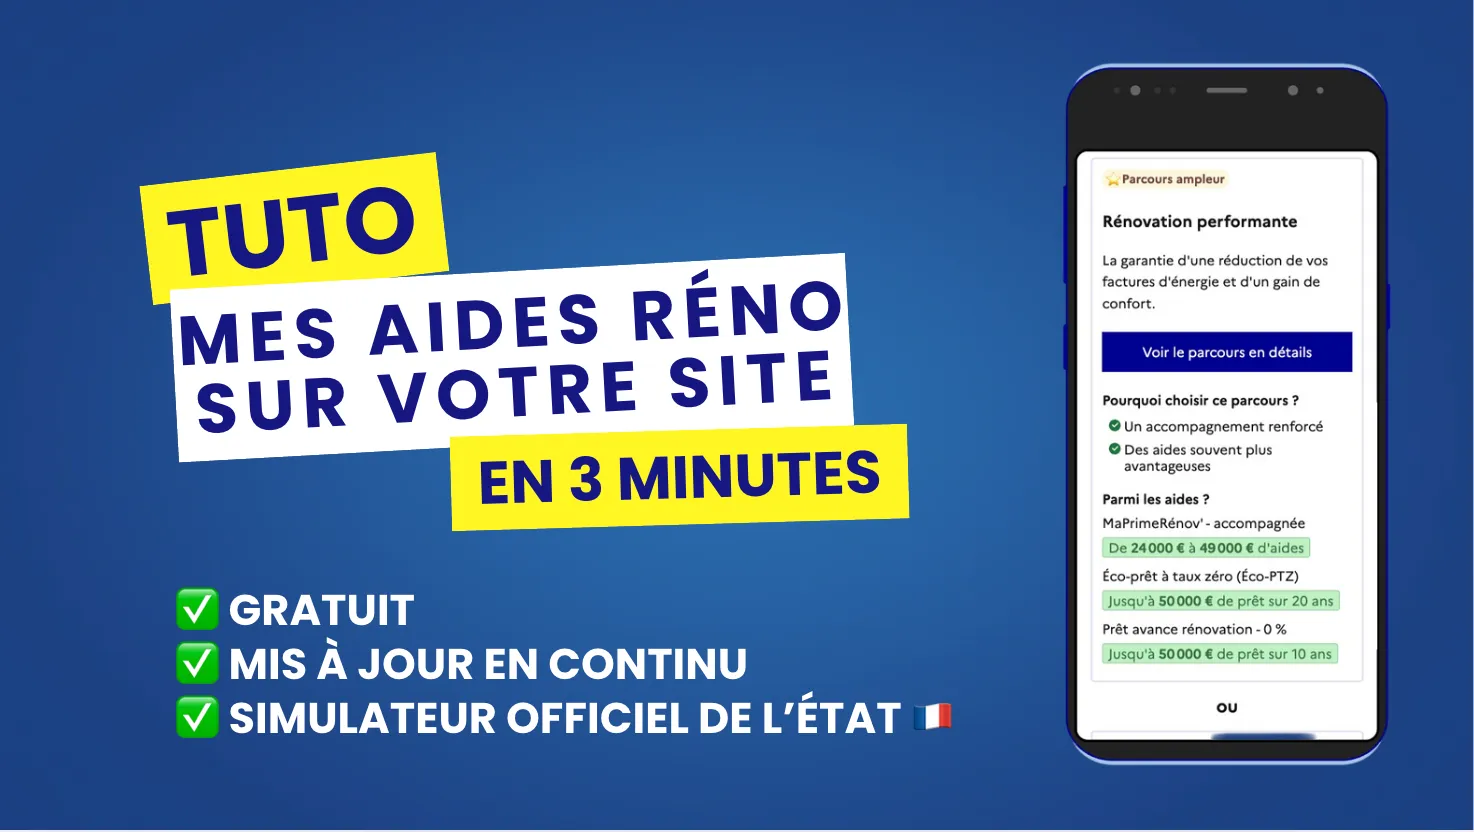 TUTO
MES AIDES RÉNO
SUR VOTRE SITE
EN 3 MINUTES
✅ GRATUIT
✅ MIS À JOUR EN CONTINU
✅ SIMULATEUR OFFICIEL DE L’ÉTAT 🇫🇷
⭐ Parcours ampleur
Rénovation performante
La garantie d'une réduction de vos
factures d'énergie et d'un gain de
confort.
Voir le parcours en détails
Pourquoi choisir ce parcours ?
Un accompagnement renforcé
Des aides souvent plus
avantageuses
Parmi les aides ?
MaPrimeRénov' - accompagnée
De 24 000 € à 49 000 € d'aides
Éco-prêt à taux zéro (Éco-PTZ)
Jusqu'à 50 000 € de prêt sur 20 ans
Prêt avance rénovation - 0 %
Jusqu'à 50 000 € de prêt sur 10 ans
OU